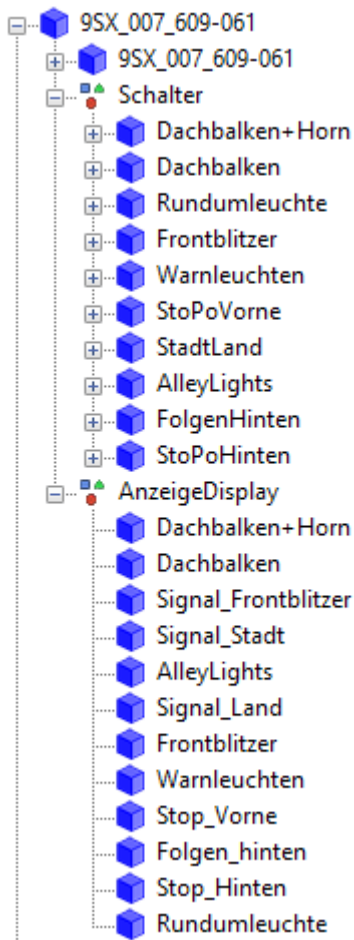 9SX_007_609-061
9SX_007_609-061
Schalter
Dachbalken+Horn
Dachbalken
Rundumleuchte
Frontblitzer
Warnleuchten
StoPoVorne
StadtLand
AlleyLights
FolgenHinten
StoPoHinten
AnzeigeDisplay
Dachbalken+Horn
Dachbalken
Signal_Frontblitzer
Signal_Stadt
AlleyLights
Signal_Land
Frontblitzer
Warnleuchten
Stop_Vorne
Folgen_hinten
Stop_Hinten
Rundumleuchte